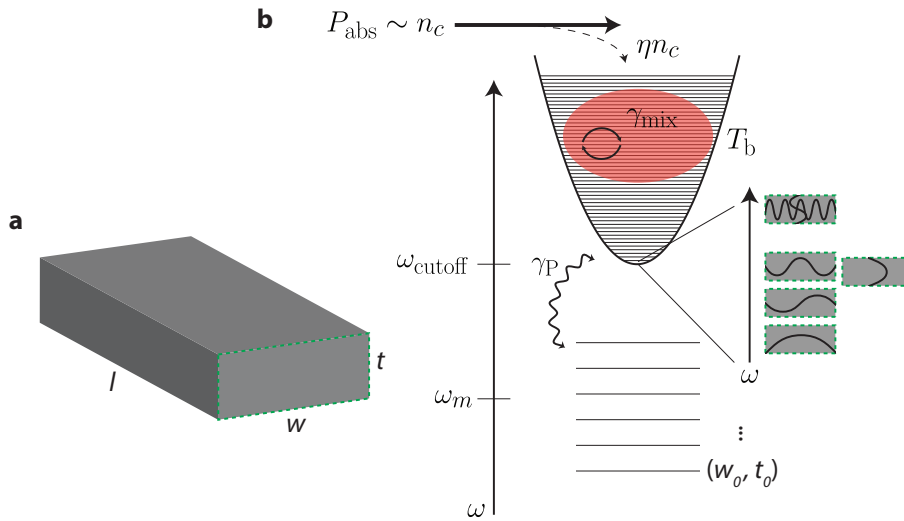 b
P_abs ∼ n_c
ηn_c
γ_mix
T_b
a
ω_cutoff
γ_P
t
l
ω
ω_m
w
⋮
(w_0, t_0)
ω